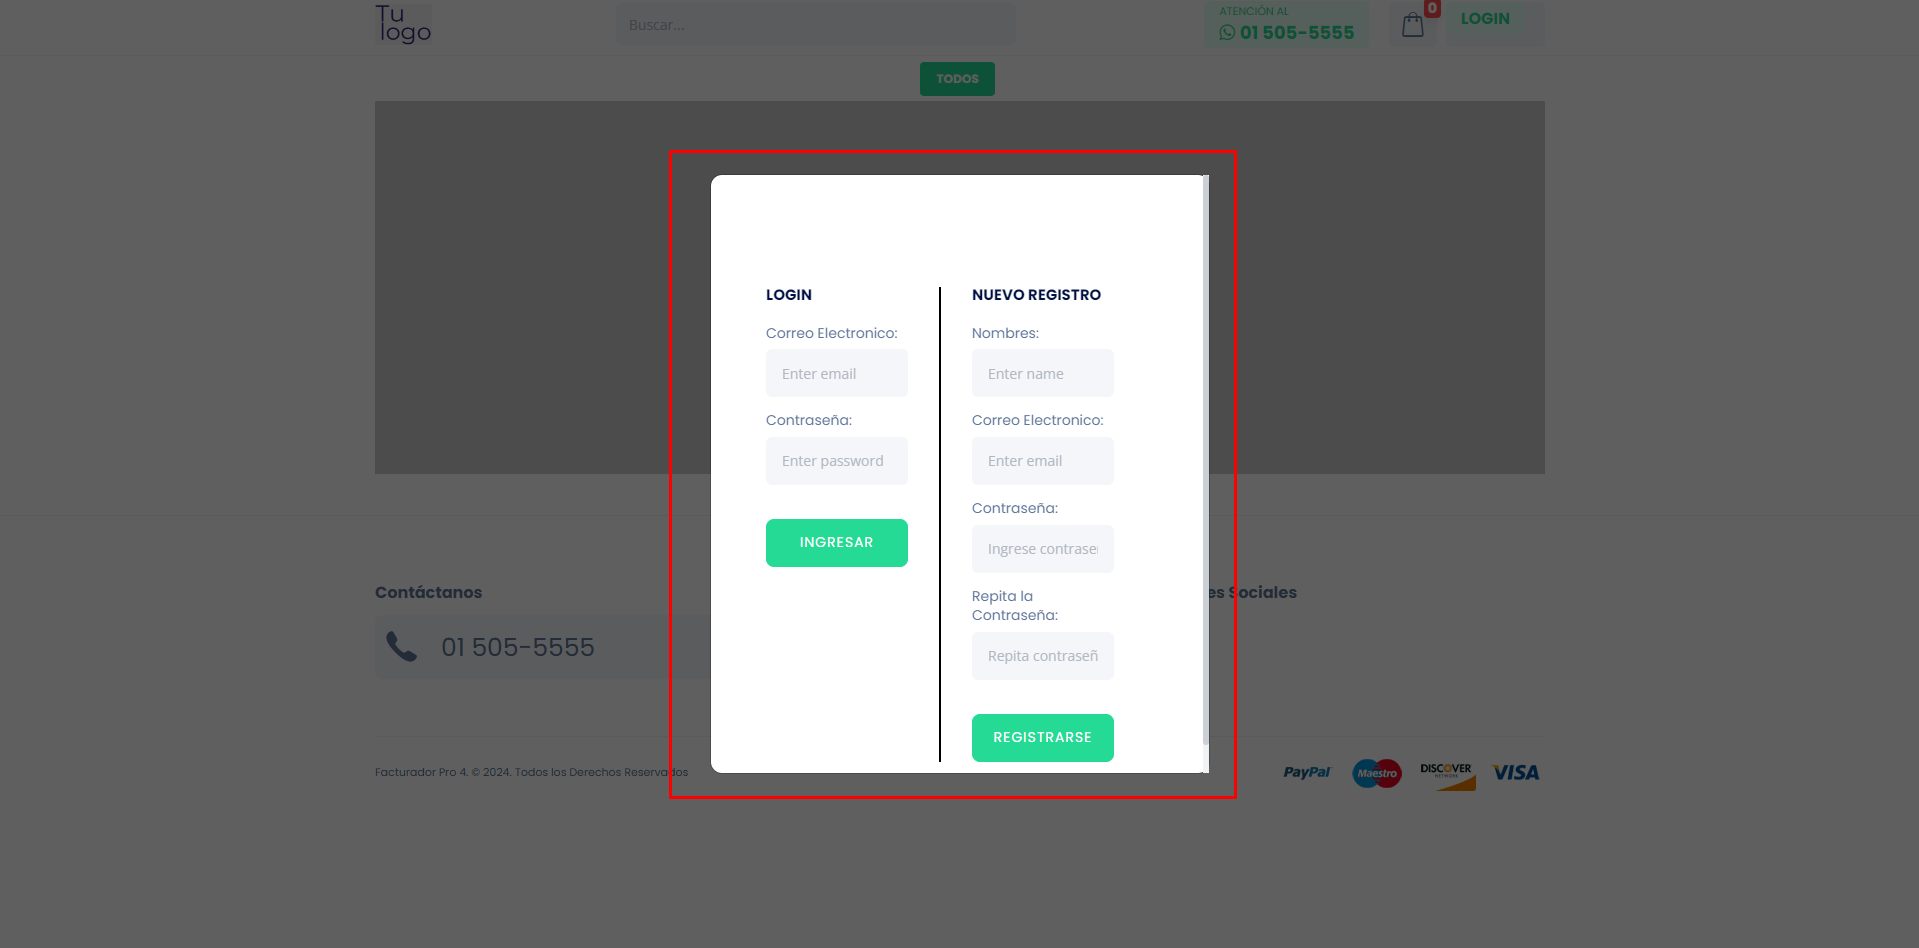 Tu
logo
Buscar...
ATENCIÓN AL
01 505-5555
0
LOGIN
TODOS
LOGIN
Correo Electronico:
Enter email
Contraseña:
Enter password
INGRESAR
NUEVO REGISTRO
Nombres:
Enter name
Correo Electronico:
Enter email
Contraseña:
Ingrese contrase
Repita la
Contraseña:
Repita contraseñ
REGISTRARSE
Contáctanos
01 505-5555
es Sociales
Facturador Pro 4. © 2024. Todos los Derechos Reservados
PayPal
Maestro
DISCOVER
NETWORK
VISA